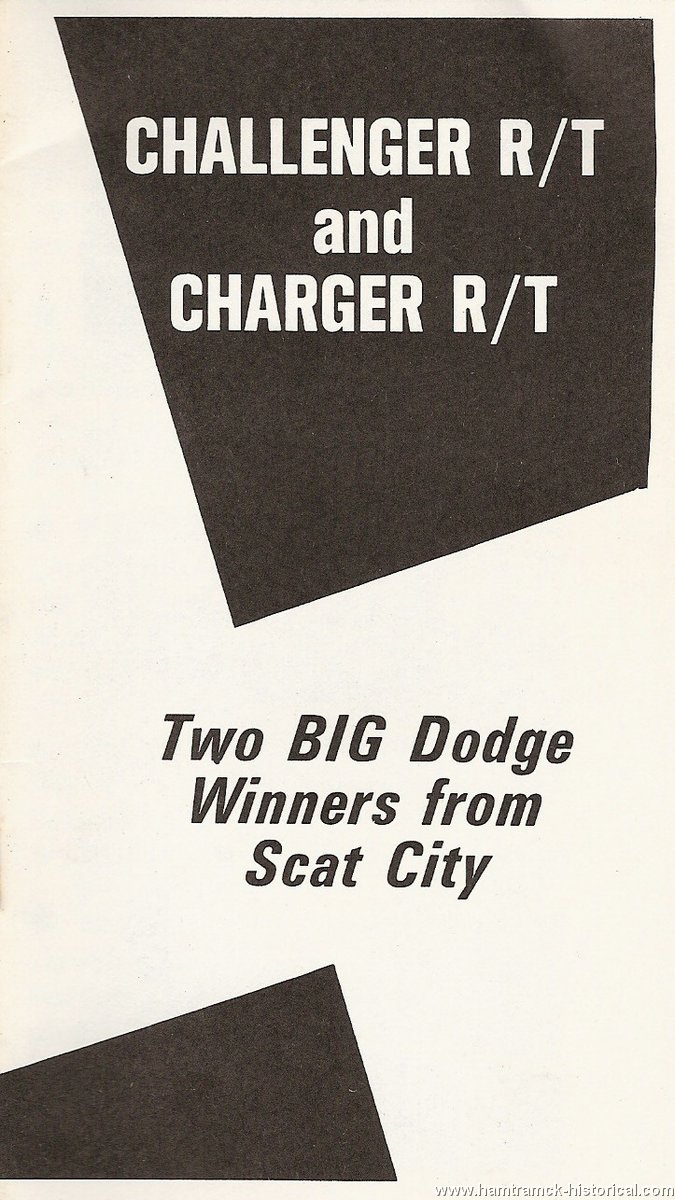 CHALLENGER R/T
and
CHARGER R/T
Two BIG Dodge
Winners from
Scat City
www.hamtramck-historical.com